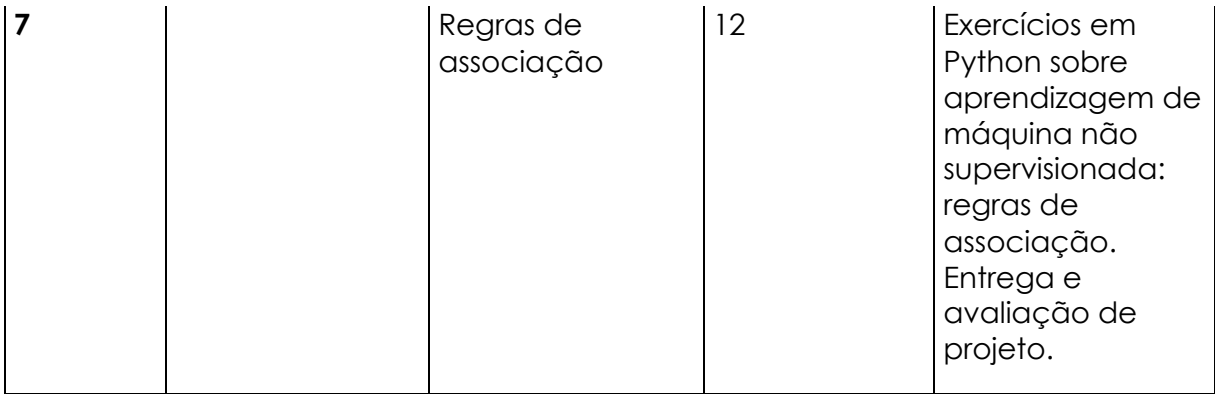 7
Regras de
associação
12
Exercícios em
Python sobre
aprendizagem de
máquina não
supervisionada:
regras de
associação.
Entrega e
avaliação de
projeto.